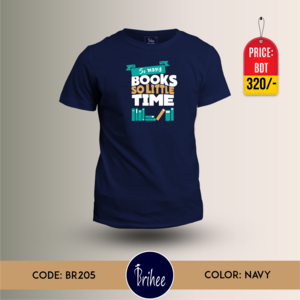 So many
BOOKS
SO LITTLE
TIME
PRICE:
BDT
320/-
CODE: BR205
Brihee
COLOR: NAVY